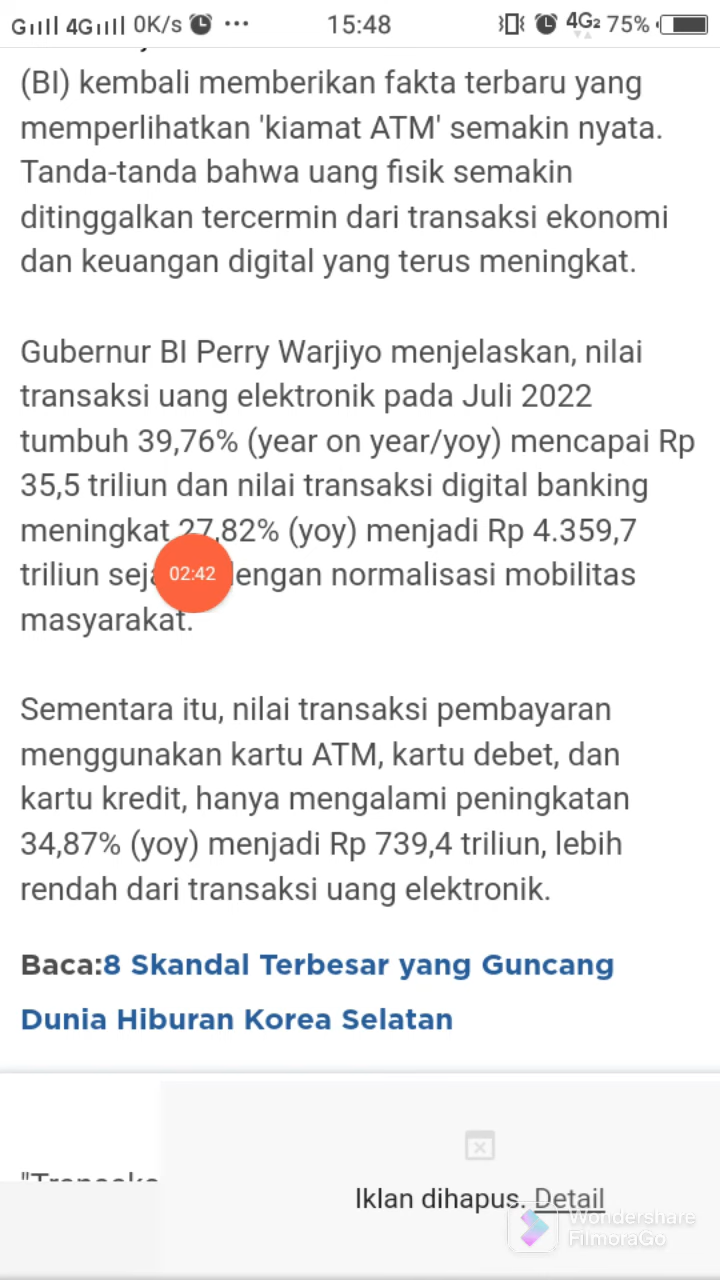 4G 4G 0K/s ... 15:48 4G2 75%
(BI) kembali memberikan fakta terbaru yang
memperlihatkan 'kiamat ATM' semakin nyata.
Tanda-tanda bahwa uang fisik semakin
ditinggalkan tercermin dari transaksi ekonomi
dan keuangan digital yang terus meningkat.
Gubernur BI Perry Warjiyo menjelaskan, nilai
transaksi uang elektronik pada Juli 2022
tumbuh 39,76% (year on year/yoy) mencapai Rp
35,5 triliun dan nilai transaksi digital banking
meningkat 27,82% (yoy) menjadi Rp 4.359,7
triliun dengan normalisasi mobilitas
02:42
masyarakat.
Sementara itu, nilai transaksi pembayaran
menggunakan kartu ATM, kartu debet, dan
kartu kredit, hanya mengalami peningkatan
34,87% (yoy) menjadi Rp 739,4 triliun, lebih
rendah dari transaksi uang elektronik.
Baca:8 Skandal Terbesar yang Guncang
Dunia Hiburan Korea Selatan
Iklan dihapus. Detail
Wondershare
FilmoraGo